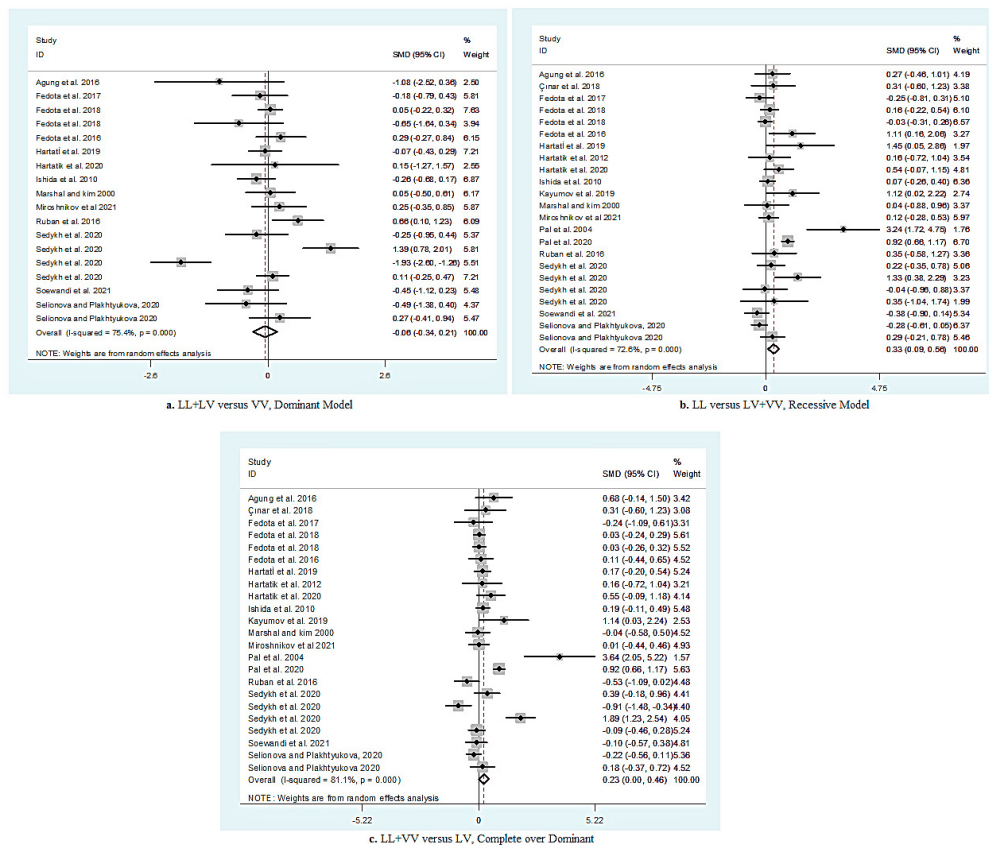 Study %
ID SMD (95% CI) Weight
Agung et al. 2016 -1.08 (-2.52, 0.36) 2.50
Fedota et al. 2017 -0.18 (-0.79, 0.43) 5.81
Fedota et al. 2018 0.05 (-0.22, 0.32) 7.63
Fedota et al. 2018 -0.65 (-1.64, 0.34) 3.94
Fedota et al. 2016 0.29 (-0.27, 0.84) 6.15
Hartatİ et al. 2019 -0.07 (-0.43, 0.29) 7.21
Hartatik et al. 2020 0.15 (-1.27, 1.57) 2.55
Ishida et al. 2010 -0.26 (-0.68, 0.17) 6.87
Marshal and kim 2000 0.05 (-0.50, 0.61) 6.17
Miroshnikov et al 2021 0.25 (-0.35, 0.85) 5.87
Ruban et al. 2016 0.66 (0.10, 1.23) 6.09
Sedykh et al. 2020 -0.25 (-0.95, 0.44) 5.37
Sedykh et al. 2020 1.39 (0.78, 2.01) 5.81
Sedykh et al. 2020 -1.93 (-2.60, -1.26) 5.51
Sedykh et al. 2020 0.11 (-0.25, 0.47) 7.21
Soewandi et al. 2021 -0.45 (-1.12, 0.23) 5.48
Selionova and Plakhtyukova, 2020 -0.49 (-1.38, 0.40) 4.37
Selionova and Plakhtyukova 2020 0.27 (-0.41, 0.94) 5.47
Overall (I-squared = 75.4%, p = 0.000) -0.06 (-0.34, 0.21) 100.00
NOTE: Weights are from random effects analysis
-2.6 0 2.6
a. LL+LV versus VV, Dominant Model
Study %
ID SMD (95% CI) Weight
Agung et al. 2016 0.27 (-0.46, 1.01) 4.19
Çınar et al. 2018 0.31 (-0.60, 1.23) 3.38
Fedota et al. 2017 -0.25 (-0.81, 0.31) 5.10
Fedota et al. 2018 0.16 (-0.22, 0.54) 6.10
Fedota et al. 2018 -0.03 (-0.31, 0.26) 6.57
Fedota et al. 2016 1.11 (0.16, 2.06) 3.27
Hartatİ et al. 2019 1.45 (0.05, 2.86) 1.97
Hartatik et al. 2012 0.16 (-0.72, 1.04) 3.54
Hartatik et al. 2020 0.54 (-0.07, 1.15) 4.81
Ishida et al. 2010 0.07 (-0.26, 0.40) 6.36
Kayumov et al. 2019 1.12 (0.02, 2.22) 2.74
Marshal and kim 2000 0.04 (-0.88, 0.96) 3.37
Miroshnikov et al 2021 0.12 (-0.28, 0.53) 5.97
Pal et al. 2004 3.24 (1.72, 4.75) 1.76
Pal et al. 2020 0.92 (0.66, 1.17) 6.70
Ruban et al. 2016 0.35 (-0.58, 1.27) 3.36
Sedykh et al. 2020 0.22 (-0.35, 0.78) 5.06
Sedykh et al. 2020 1.33 (0.38, 2.29) 3.23
Sedykh et al. 2020 -0.04 (-0.96, 0.88) 3.37
Sedykh et al. 2020 0.35 (-1.04, 1.74) 1.99
Soewandi et al. 2021 -0.38 (-0.90, 0.14) 5.34
Selionova and Plakhtyukova, 2020 -0.28 (-0.61, 0.05) 6.37
Selionova and Plakhtyukova 2020 0.29 (-0.21, 0.78) 5.46
Overall (I-squared = 72.6%, p = 0.000) 0.33 (0.09, 0.56) 100.00
NOTE: Weights are from random effects analysis
-4.75 0 4.75
b. LL versus LV+VV, Recessive Model
Study %
ID SMD (95% CI) Weight
Agung et al. 2016 0.68 (-0.14, 1.50) 3.42
Çınar et al. 2018 0.31 (-0.60, 1.23) 3.08
Fedota et al. 2017 -0.24 (-1.09, 0.61) 3.31
Fedota et al. 2018 0.03 (-0.24, 0.29) 5.61
Fedota et al. 2018 0.03 (-0.26, 0.32) 5.52
Fedota et al. 2016 0.11 (-0.44, 0.65) 4.52
Hartatİ et al. 2019 0.17 (-0.20, 0.54) 5.24
Hartatik et al. 2012 0.16 (-0.72, 1.04) 3.21
Hartatik et al. 2020 0.55 (-0.09, 1.18) 4.14
Ishida et al. 2010 0.19 (-0.11, 0.49) 5.48
Kayumov et al. 2019 1.14 (0.03, 2.24) 2.53
Marshal and kim 2000 -0.04 (-0.58, 0.50) 4.52
Miroshnikov et al 2021 0.01 (-0.44, 0.46) 4.93
Pal et al. 2004 3.64 (2.05, 5.22) 1.57
Pal et al. 2020 0.92 (0.66, 1.17) 5.63
Ruban et al. 2016 -0.53 (-1.09, 0.02) 4.48
Sedykh et al. 2020 0.39 (-0.18, 0.96) 4.41
Sedykh et al. 2020 -0.91 (-1.48, -0.34) 4.40
Sedykh et al. 2020 1.89 (1.23, 2.54) 4.05
Sedykh et al. 2020 -0.09 (-0.46, 0.28) 5.24
Soewandi et al. 2021 -0.10 (-0.57, 0.38) 4.81
Selionova and Plakhtyukova, 2020 -0.22 (-0.56, 0.11) 5.36
Selionova and Plakhtyukova 2020 0.18 (-0.37, 0.72) 4.52
Overall (I-squared = 81.1%, p = 0.000) 0.23 (0.00, 0.46) 100.00
NOTE: Weights are from random effects analysis
-5.22 0 5.22
c. LL+VV versus LV, Complete over Dominant